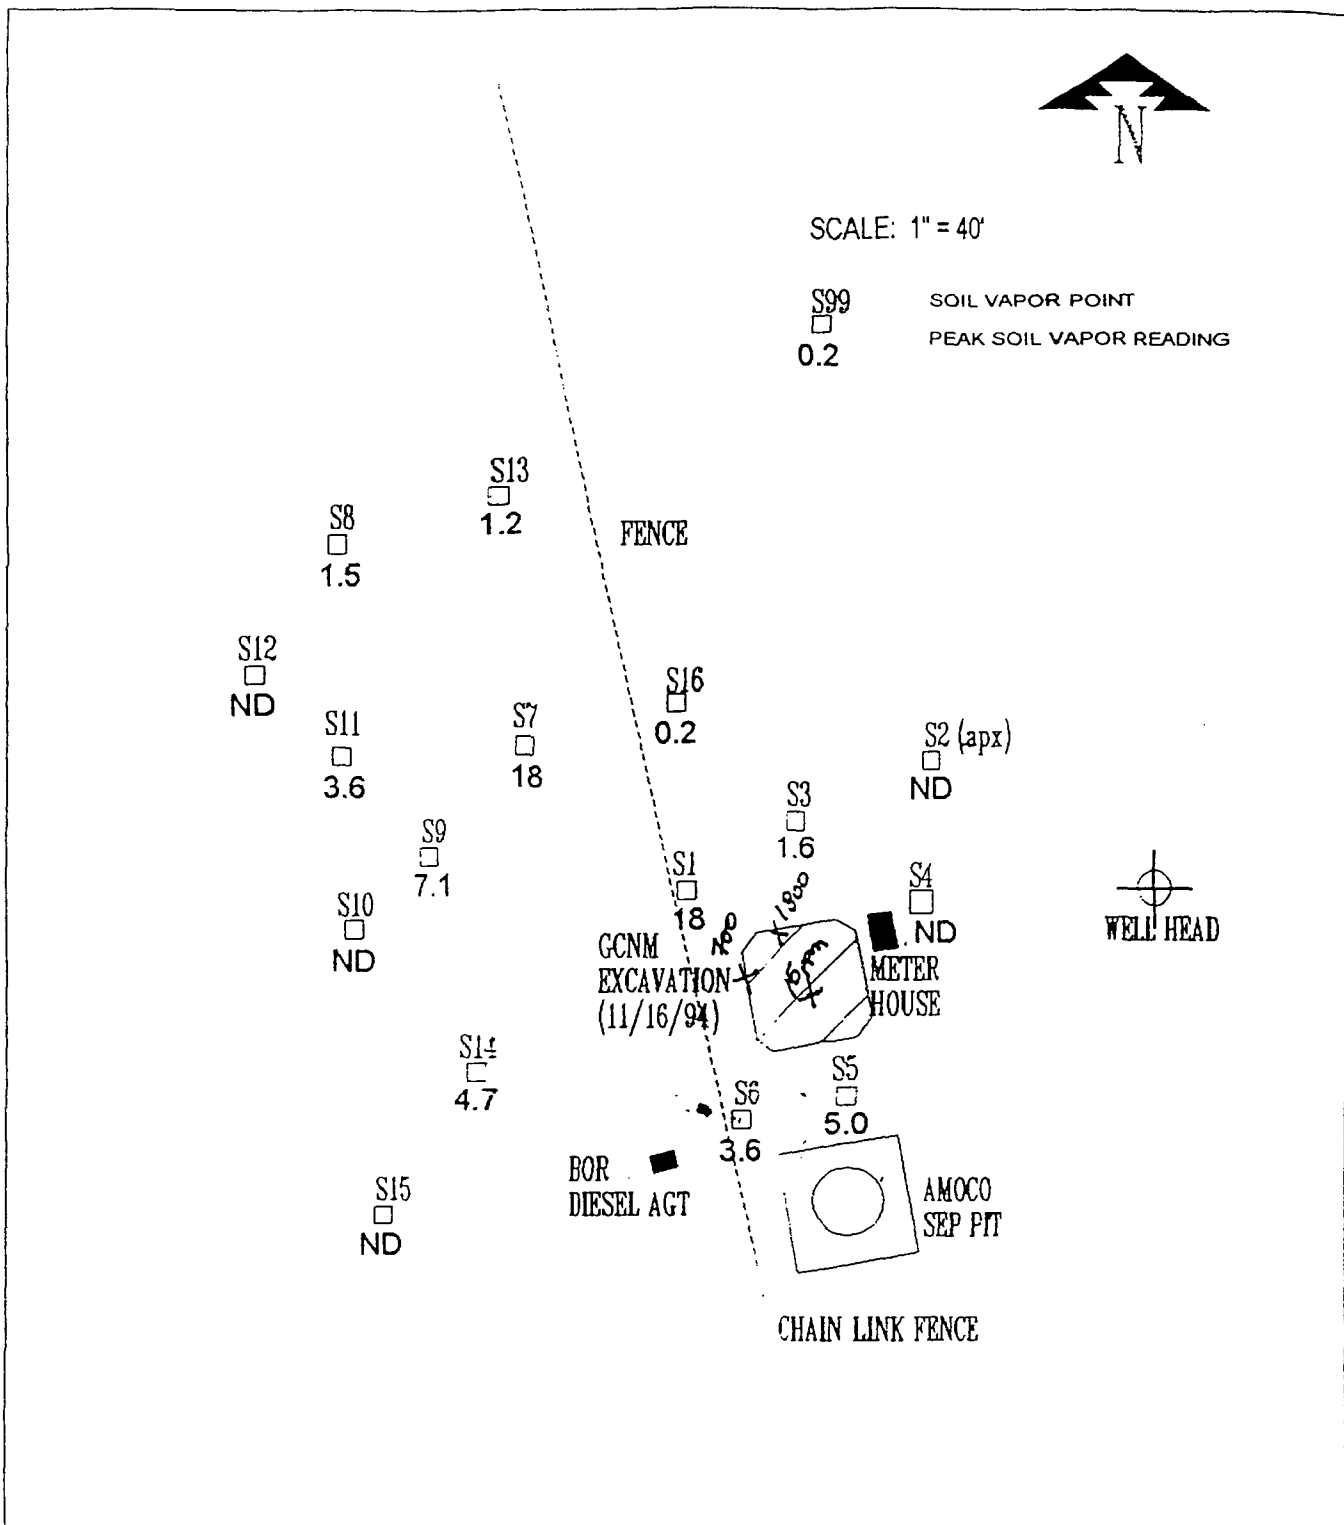 N
SCALE: 1" = 40'
S99
SOIL VAPOR POINT
0.2
PEAK SOIL VAPOR READING
S13
1.2
S8
1.5
FENCE
S12
ND
S16
0.2
S11
3.6
S7
18
S2 (apx)
ND
S3
1.6
S9
7.1
S1
18
S4
ND
S10
ND
1900
700
GCNM
EXCAVATION
(11/16/94)
METER
HOUSE
WELL HEAD
S14
4.7
S6
3.6
S5
5.0
BOR
DIESEL AGT
S15
ND
AMOCO
SEP PIT
CHAIN LINK FENCE